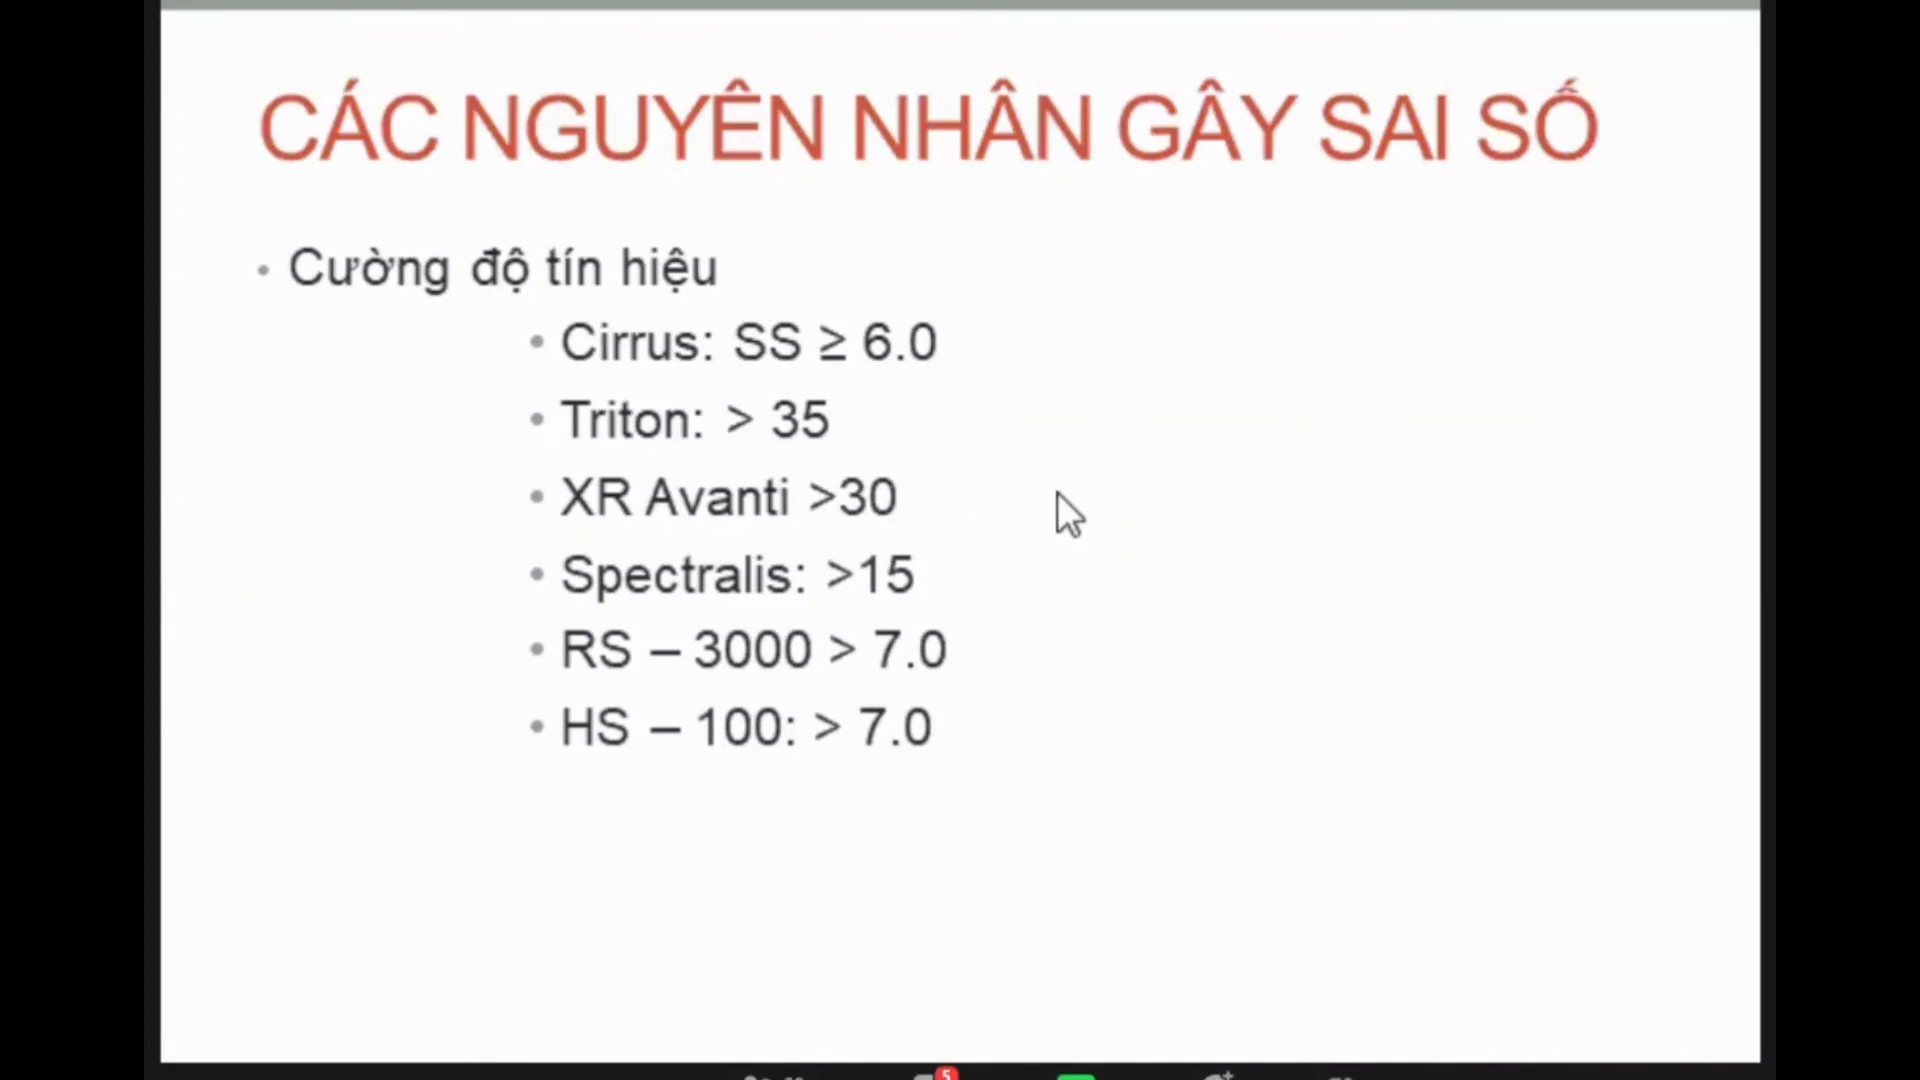 CÁC NGUYÊN NHÂN GÂY SAI SỐ
• Cường độ tín hiệu
• Cirrus: SS ≥ 6.0
• Triton: > 35
• XR Avanti >30
• Spectralis: >15
• RS – 3000 > 7.0
• HS – 100: > 7.0
5